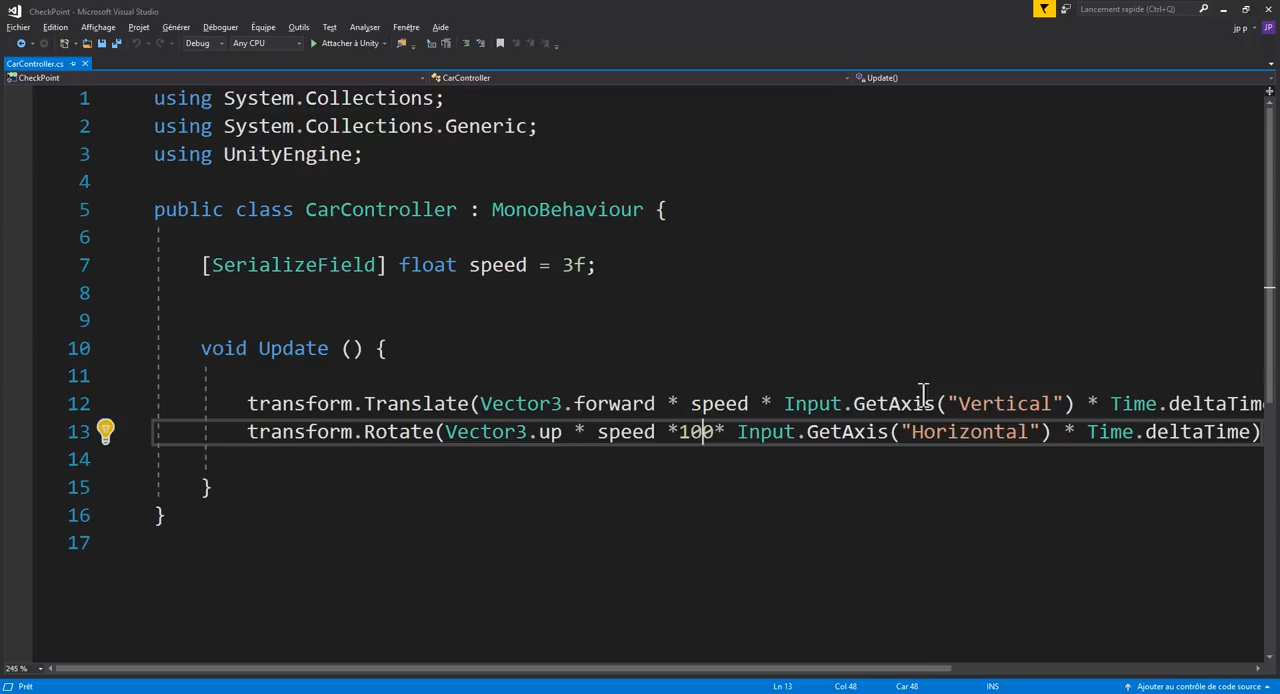 CheckPoint - Microsoft Visual Studio
Lancement rapide (Ctrl+Q)
Fichier Edition Affichage Projet Générer Déboguer Équipe Outils Test Analyser Fenêtre Aide
jp p JP
Debug Any CPU Attacher à Unity
CarController.cs
CheckPoint CarController Update()
1 using System.Collections;
2 using System.Collections.Generic;
3 using UnityEngine;
4
5 public class CarController : MonoBehaviour {
6
7 [SerializeField] float speed = 3f;
8
9
10 void Update () {
11
12 transform.Translate(Vector3.forward * speed * Input.GetAxis("Vertical") * Time.deltaTime
13 transform.Rotate(Vector3.up * speed *100* Input.GetAxis("Horizontal") * Time.deltaTime)
14
15 }
16 }
17
245 %
Prêt Ln 13 Col 48 Car 48 INS Ajouter au contrôle de code source